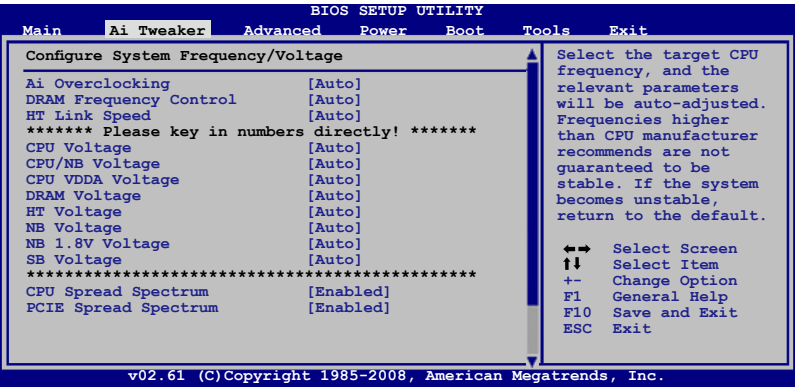 BIOS SETUP UTILITY
Main Ai Tweaker Advanced Power Boot Tools Exit
Configure System Frequency/Voltage
Ai Overclocking [Auto]
DRAM Frequency Control [Auto]
HT Link Speed [Auto]
******* Please key in numbers directly! *******
CPU Voltage [Auto]
CPU/NB Voltage [Auto]
CPU VDDA Voltage [Auto]
DRAM Voltage [Auto]
HT Voltage [Auto]
NB Voltage [Auto]
NB 1.8V Voltage [Auto]
SB Voltage [Auto]
***********************************************
CPU Spread Spectrum [Enabled]
PCIE Spread Spectrum [Enabled]
Select the target CPU
frequency, and the
relevant parameters
will be auto-adjusted.
Frequencies higher
than CPU manufacturer
recommends are not
guaranteed to be
stable. If the system
becomes unstable,
return to the default.
←→ Select Screen
↑↓ Select Item
+- Change Option
F1 General Help
F10 Save and Exit
ESC Exit
v02.61 (C)Copyright 1985-2008, American Megatrends, Inc.